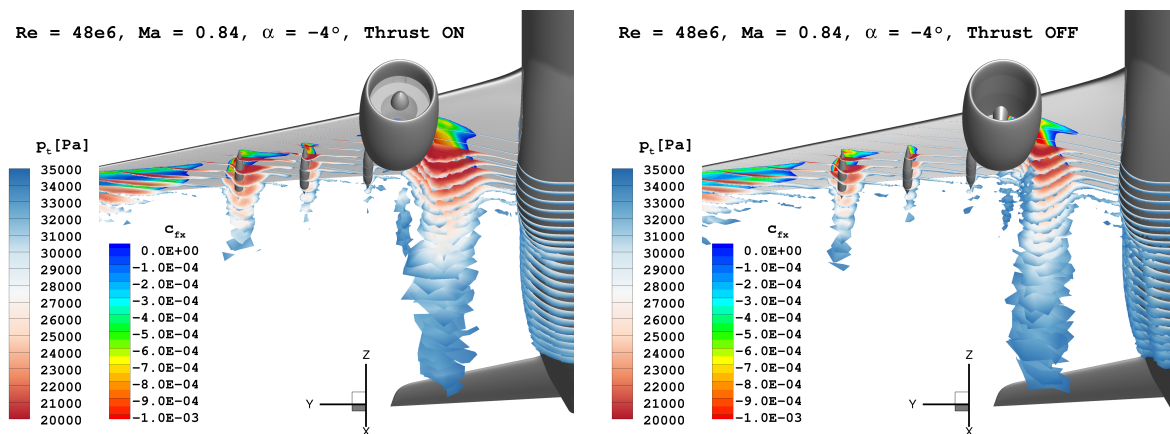 Re = 48e6, Ma = 0.84, α = −4°, Thrust ON
pt[Pa]
35000
34000
33000
32000
31000
30000
29000
28000
27000
26000
25000
24000
23000
22000
21000
20000
cfx
0.0E+00
-1.0E-04
-2.0E-04
-3.0E-04
-4.0E-04
-5.0E-04
-6.0E-04
-7.0E-04
-8.0E-04
-9.0E-04
-1.0E-03
Z
Y
X
Re = 48e6, Ma = 0.84, α = −4°, Thrust OFF
pt[Pa]
35000
34000
33000
32000
31000
30000
29000
28000
27000
26000
25000
24000
23000
22000
21000
20000
cfx
0.0E+00
-1.0E-04
-2.0E-04
-3.0E-04
-4.0E-04
-5.0E-04
-6.0E-04
-7.0E-04
-8.0E-04
-9.0E-04
-1.0E-03
Z
Y
X